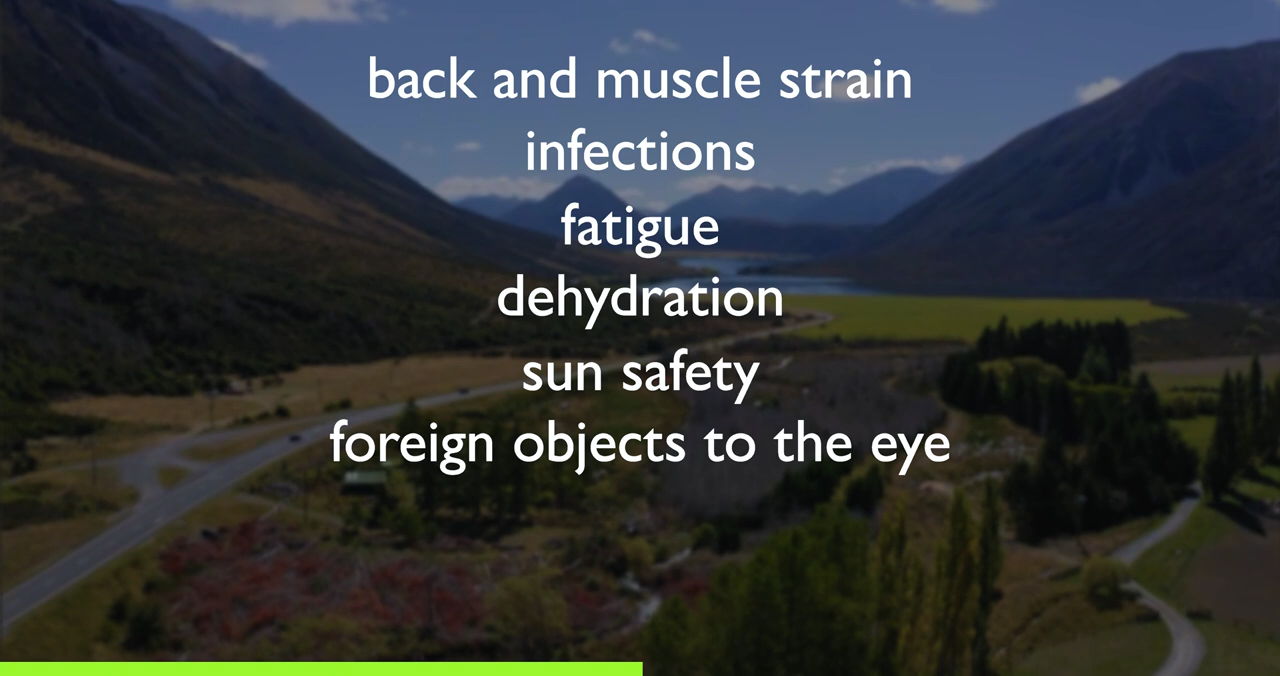 back and muscle strain
infections
fatigue
dehydration
sun safety
foreign objects to the eye